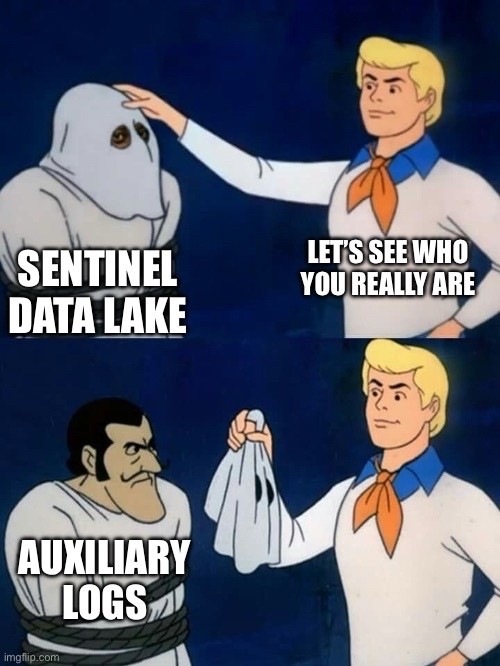 SENTINEL
DATA LAKE
LET'S SEE WHO
YOU REALLY ARE
AUXILIARY
LOGS
imgflip.com